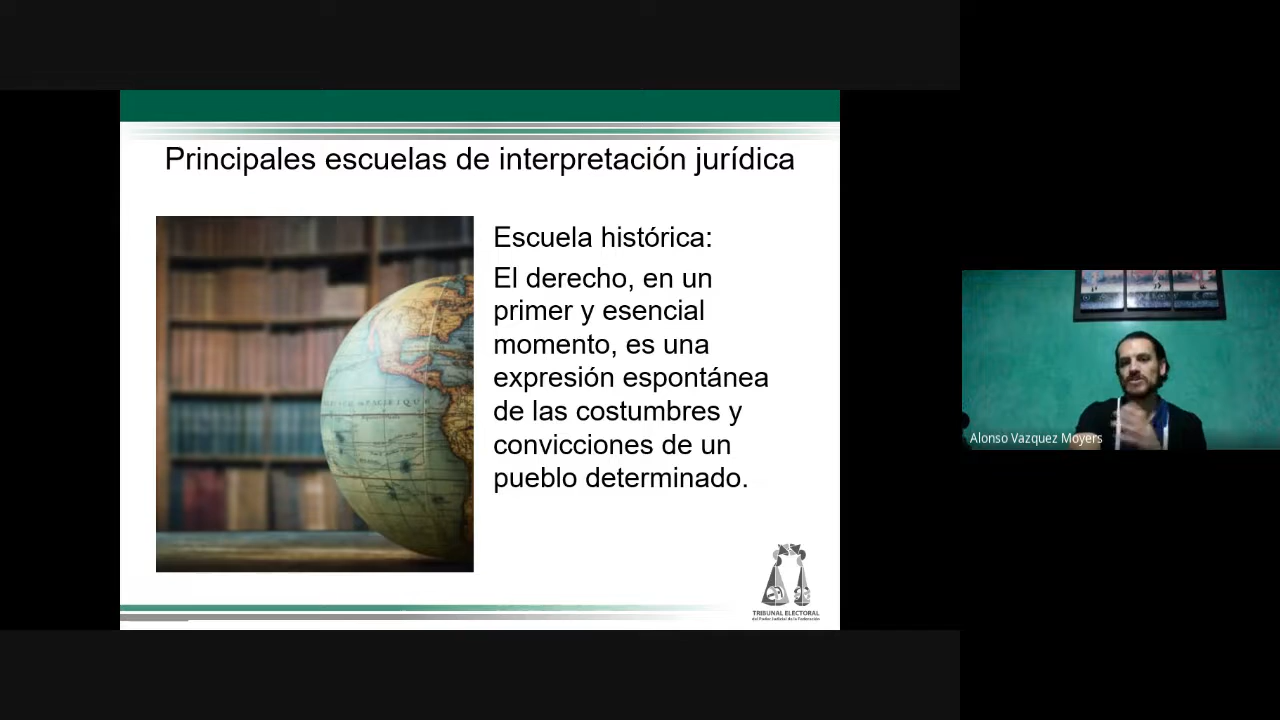 Principales escuelas de interpretación jurídica
Escuela histórica:
El derecho, en un
primer y esencial
momento, es una
expresión espontánea
de las costumbres y
convicciones de un
pueblo determinado.
TRIBUNAL ELECTORAL
del Poder Judicial de la Federación
Alonso Vazquez Moyers